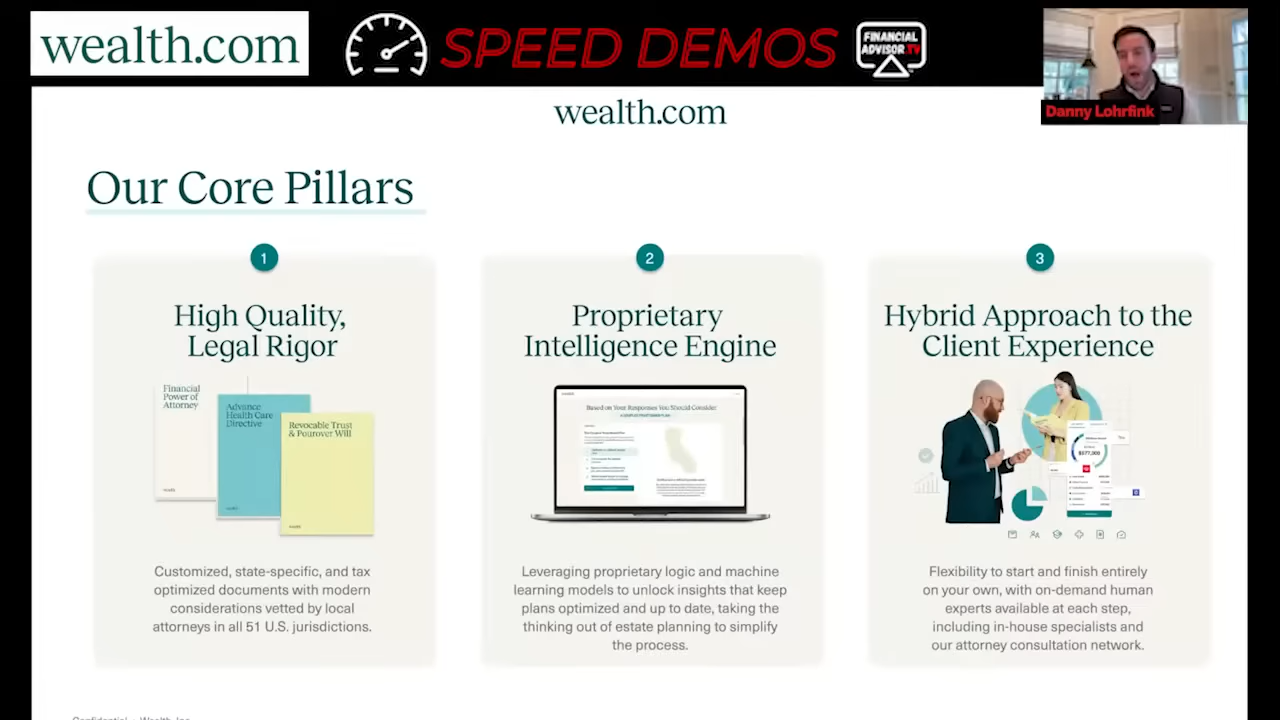 wealth.com
SPEED DEMOS
FINANCIAL
ADVISOR.TV
Danny Lohrfink
wealth.com
Our Core Pillars
1
High Quality,
Legal Rigor
Financial
Power of
Attorney
Advance
Health Care
Directive
Revocable Trust
& Pourover Will
Customized, state-specific, and tax
optimized documents with modern
considerations vetted by local
attorneys in all 51 U.S. jurisdictions.
2
Proprietary
Intelligence Engine
Based on Your Responses You Should Consider
Leveraging proprietary logic and machine
learning models to unlock insights that keep
plans optimized and up to date, taking the
thinking out of estate planning to simplify
the process.
3
Hybrid Approach to the
Client Experience
$377,000
Flexibility to start and finish entirely
on your own, with on-demand human
experts available at each step,
including in-house specialists and
our attorney consultation network.